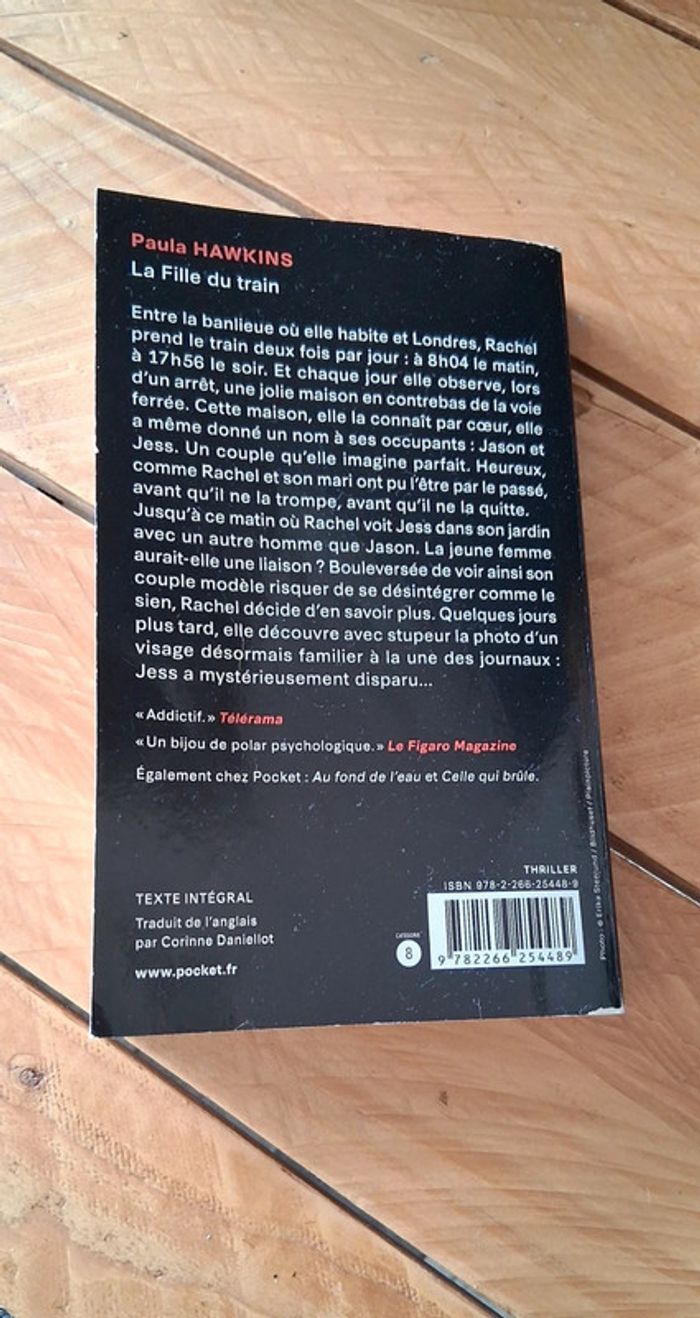 Paula HAWKINS
La Fille du train
Entre la banlieue où elle habite et Londres, Rachel
prend le train deux fois par jour : à 8h04 le matin,
à 17h56 le soir. Et chaque jour elle observe, lors
d'un arrêt, une jolie maison en contrebas de la voie
ferrée. Cette maison, elle la connaît par cœur, elle
a même donné un nom à ses occupants : Jason et
Jess. Un couple qu'elle imagine parfait. Heureux,
comme Rachel et son mari ont pu l'être par le passé,
avant qu'il ne la trompe, avant qu'il ne la quitte.
Jusqu'à ce matin où Rachel voit Jess dans son jardin
avec un autre homme que Jason. La jeune femme
aurait-elle une liaison ? Bouleversée de voir ainsi son
couple modèle risquer de se désintégrer comme le
sien, Rachel décide d'en savoir plus. Quelques jours
plus tard, elle découvre avec stupeur la photo d'un
visage désormais familier à la une des journaux :
Jess a mystérieusement disparu...
« Addictif. » Télérama
« Un bijou de polar psychologique. » Le Figaro Magazine
Également chez Pocket : Au fond de l'eau et Celle qui brûle.
THRILLER
ISBN 978-2-266-25448-9
TEXTE INTÉGRAL
Traduit de l'anglais
par Corinne Daniellot
www.pocket.fr
CATÉGORIE
8
9 782266 254489
Photo : © Erika / Plainpicture